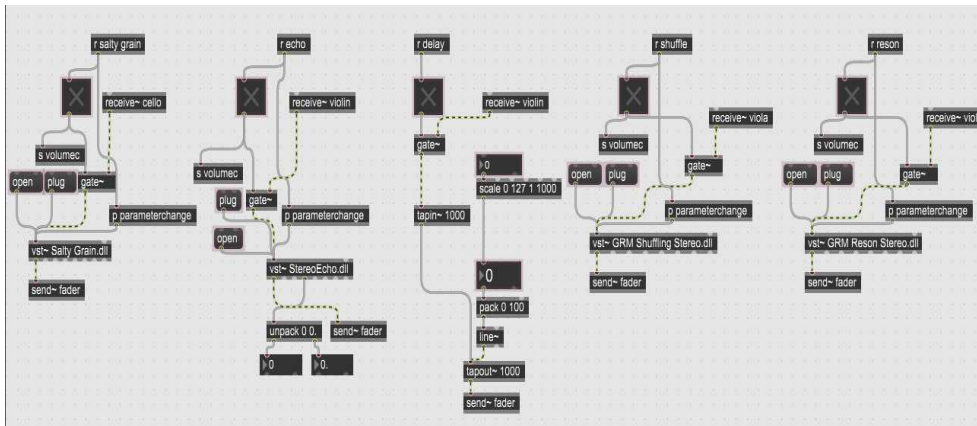 r salty grain
receive~ cello
s volumec
open
plug
gate~
p parameterchange
vst~ Salty Grain.dll
send~ fader
r echo
receive~ violin
s volumec
plug
gate~
p parameterchange
open
vst~ StereoEcho.dll
unpack 0 0.
send~ fader
0
0.
r delay
receive~ violin
gate~
0
scale 0 127 1 1000
tapin~ 1000
0
pack 0 100
line~
tapout~ 1000
send~ fader
r shuffle
receive~ viola
s volumec
gate~
open
plug
p parameterchange
vst~ GRM Shuffling Stereo.dll
send~ fader
r reson
s volumec
receive~
gate~
open
plug
p parameterchange
vst~ GRM Reson Stereo.dll
send~ fader